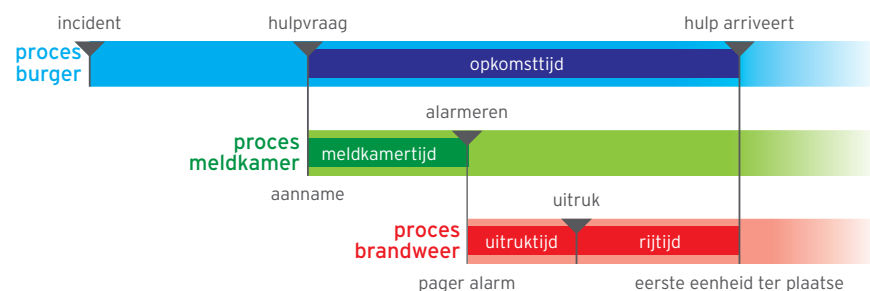 incident hulpvraag hulp arriveert
proces
burger
opkomsttijd
alarmeren
proces
meldkamer
meldkamertijd
aanname
uitruk
proces
brandweer
uitruktijd rijtijd
pager alarm eerste eenheid ter plaatse